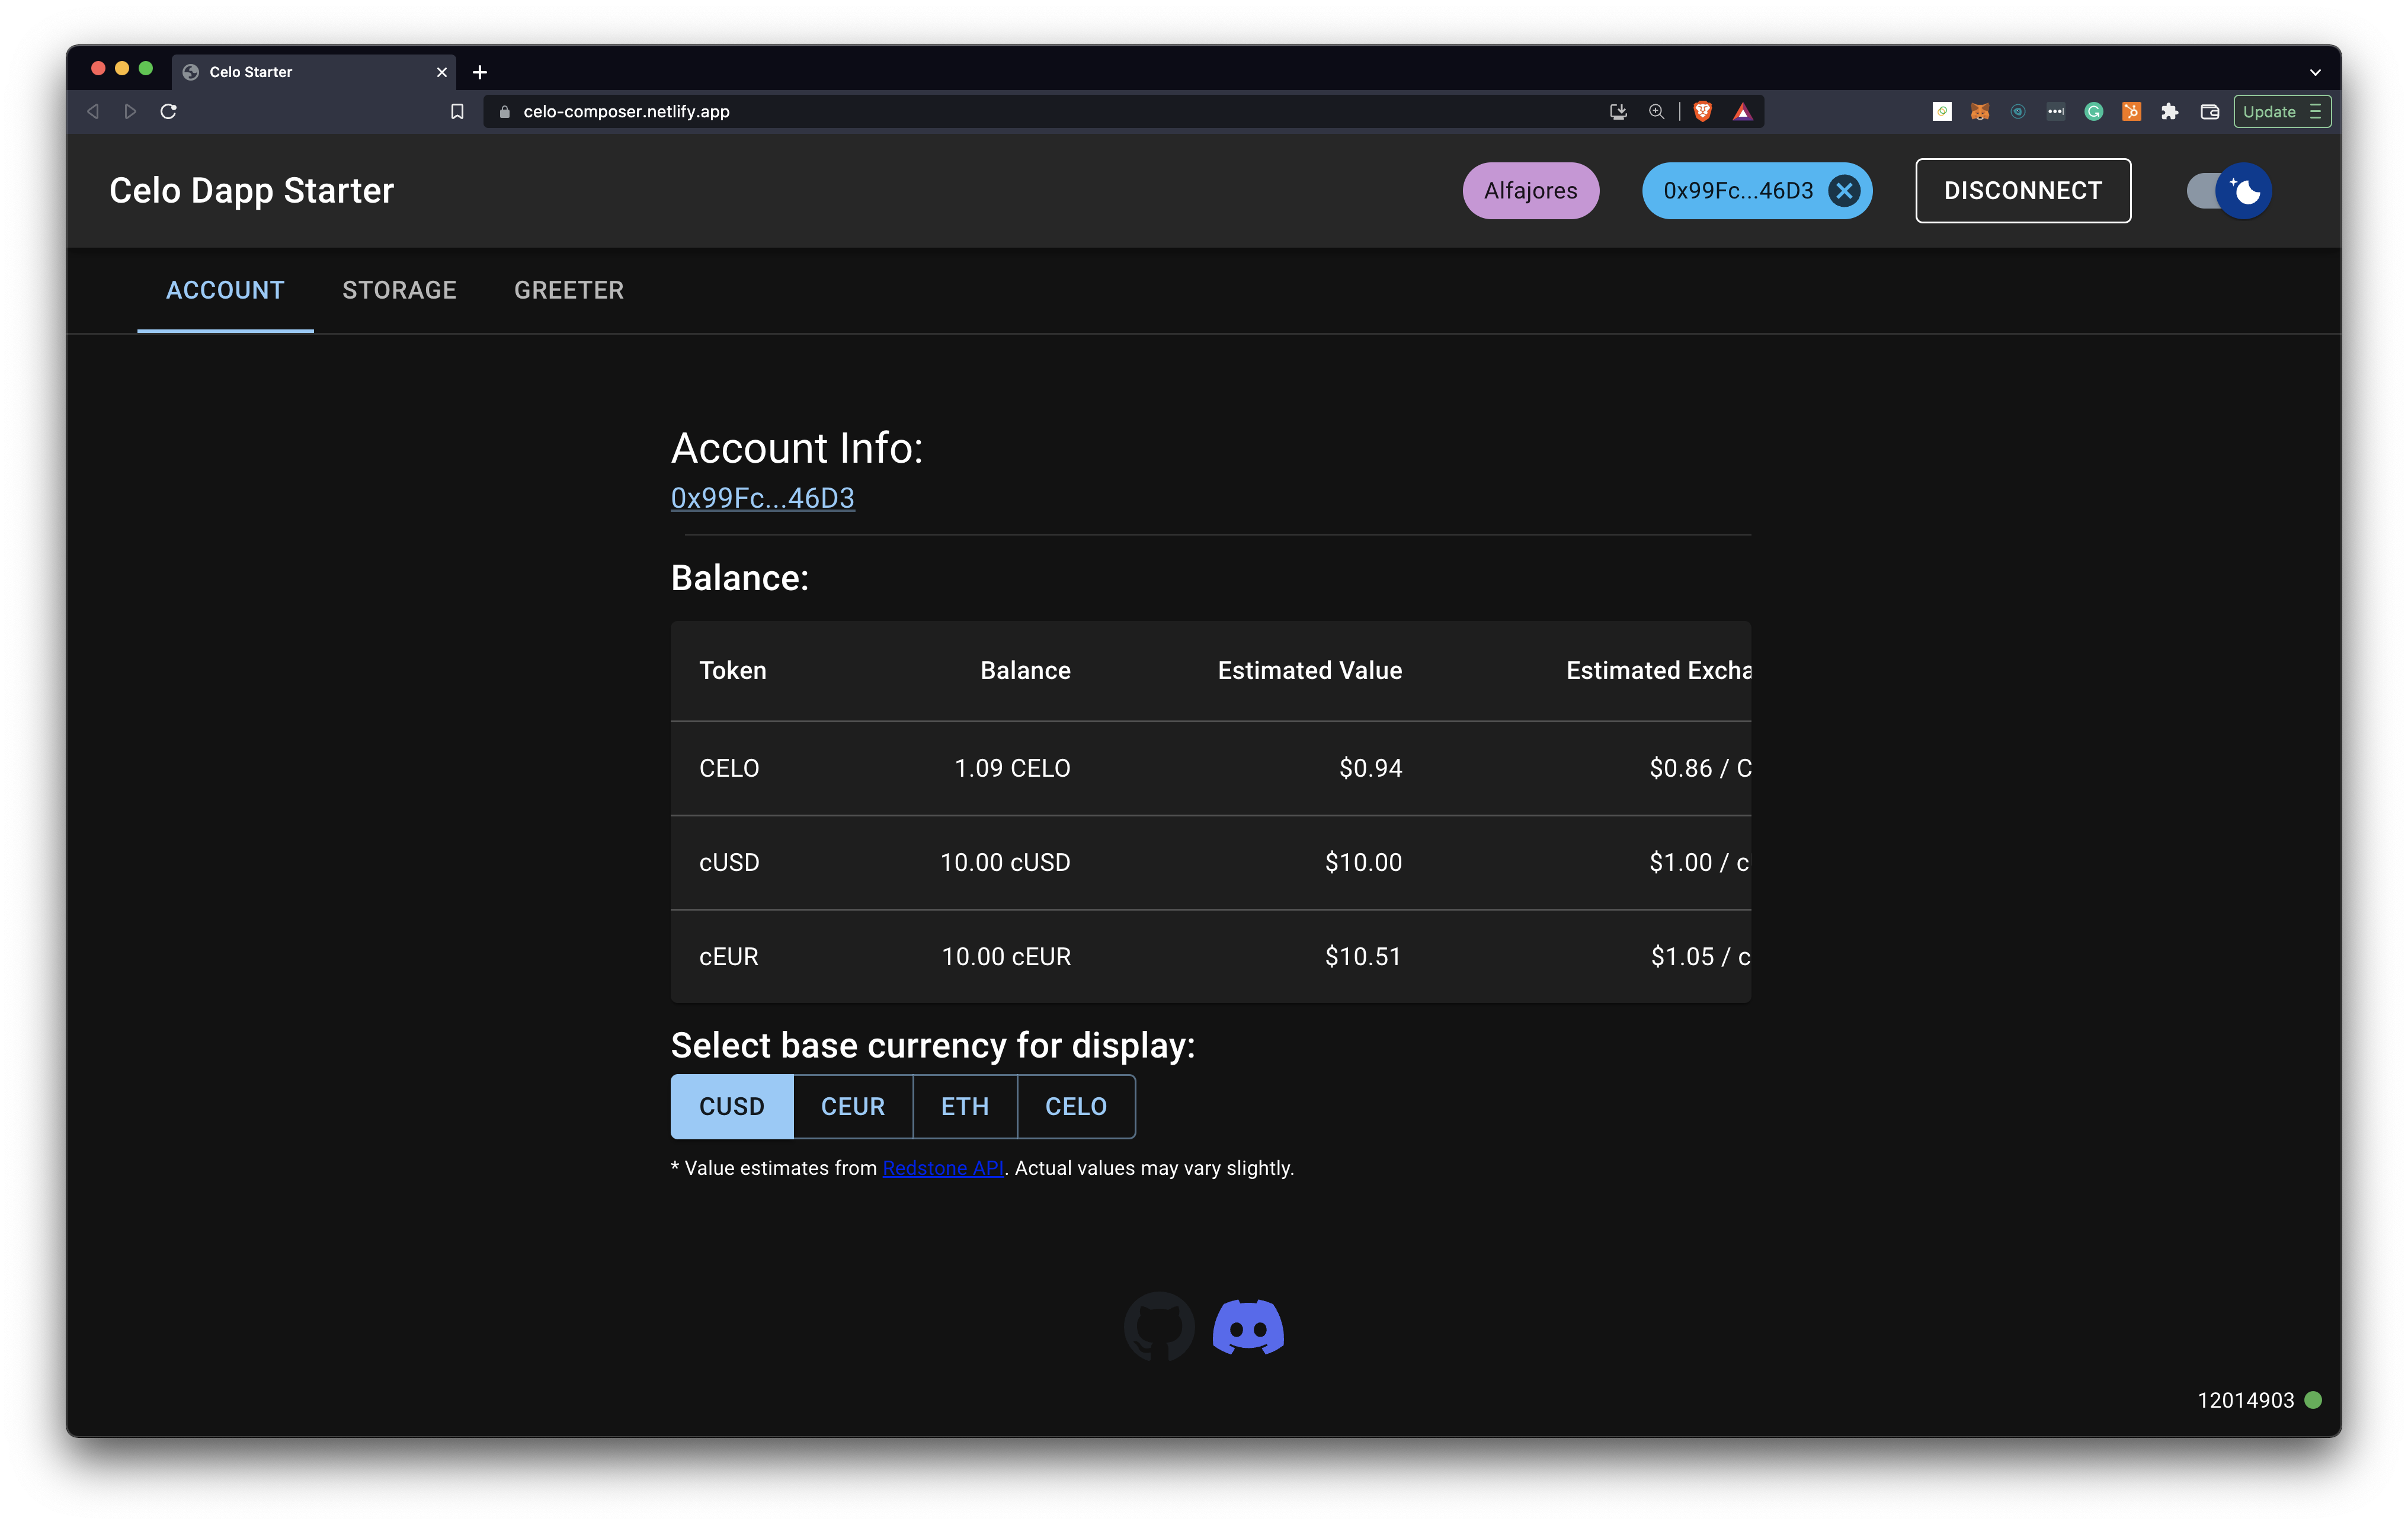 Celo Starter
celo-composer.netlify.app
Update
Celo Dapp Starter
Alfajores
0x99Fc...46D3
DISCONNECT
ACCOUNT STORAGE GREETER
Account Info:
0x99Fc...46D3
Balance:
Token Balance Estimated Value Estimated Excha
CELO 1.09 CELO $0.94 $0.86 / C
cUSD 10.00 cUSD $10.00 $1.00 / c
cEUR 10.00 cEUR $10.51 $1.05 / c
Select base currency for display:
CUSD CEUR ETH CELO
* Value estimates from Redstone API. Actual values may vary slightly.
12014903